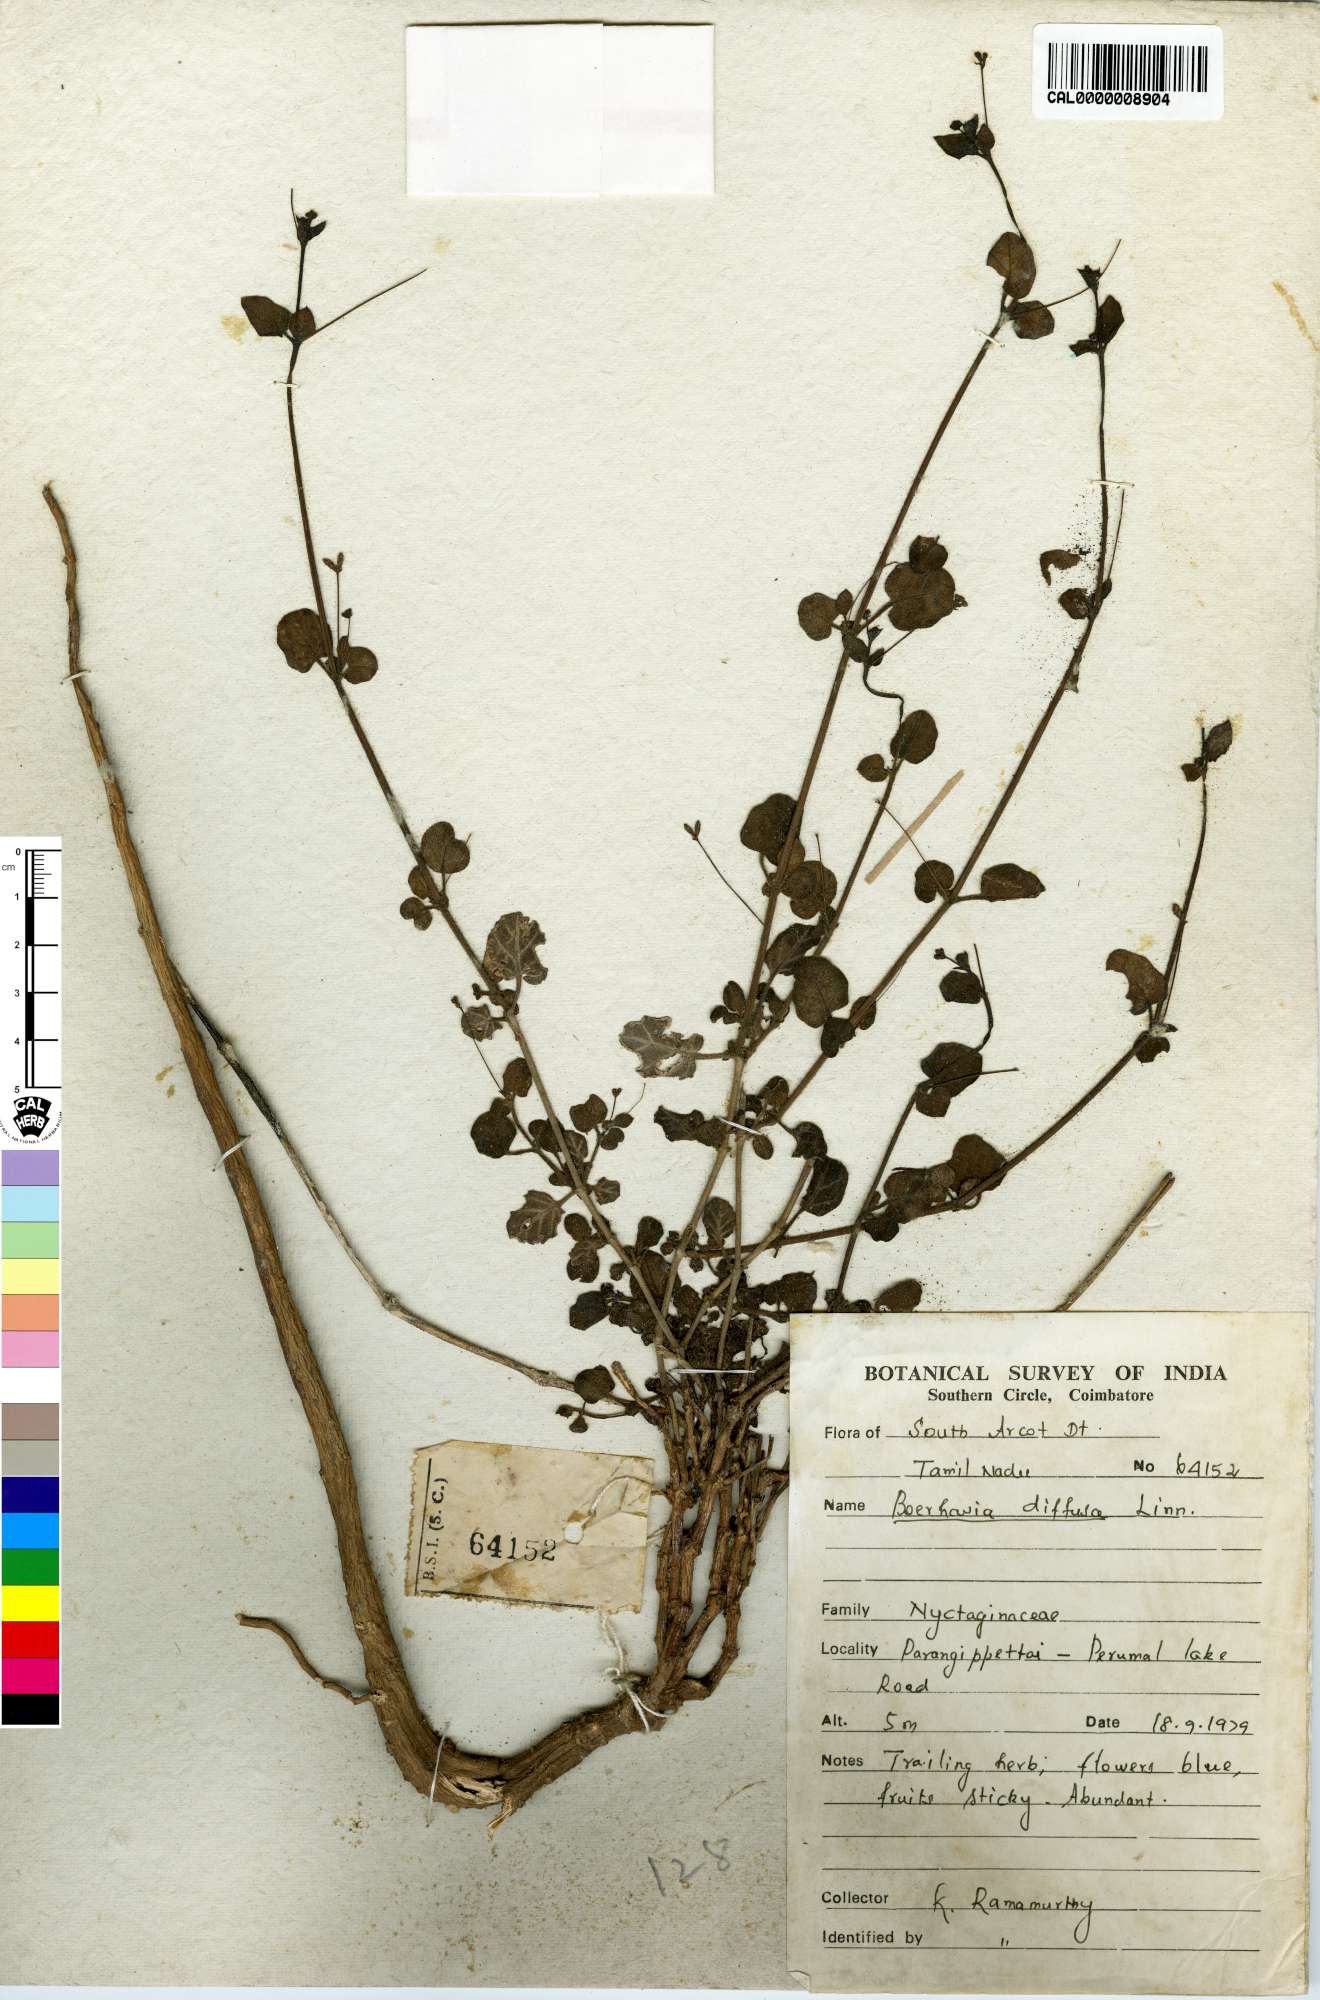 CAL0000008904
0
cm
1
2
3
4
5
CAL
HERB
B.S.I. (S. C.)
64152
128
BOTANICAL SURVEY OF INDIA
Southern Circle, Coimbatore
Flora of South Arcot Dt.
Tamil Nadu No 64152
Name Boerhavia diffusa Linn.
Family Nyctaginaceae
Locality Parangippettai - Perumal lake
Road
Alt. 5 m Date 18.9.1979
Notes Trailing herb; flowers blue,
fruits sticky. Abundant.
Collector K. Ramamurthy
Identified by "